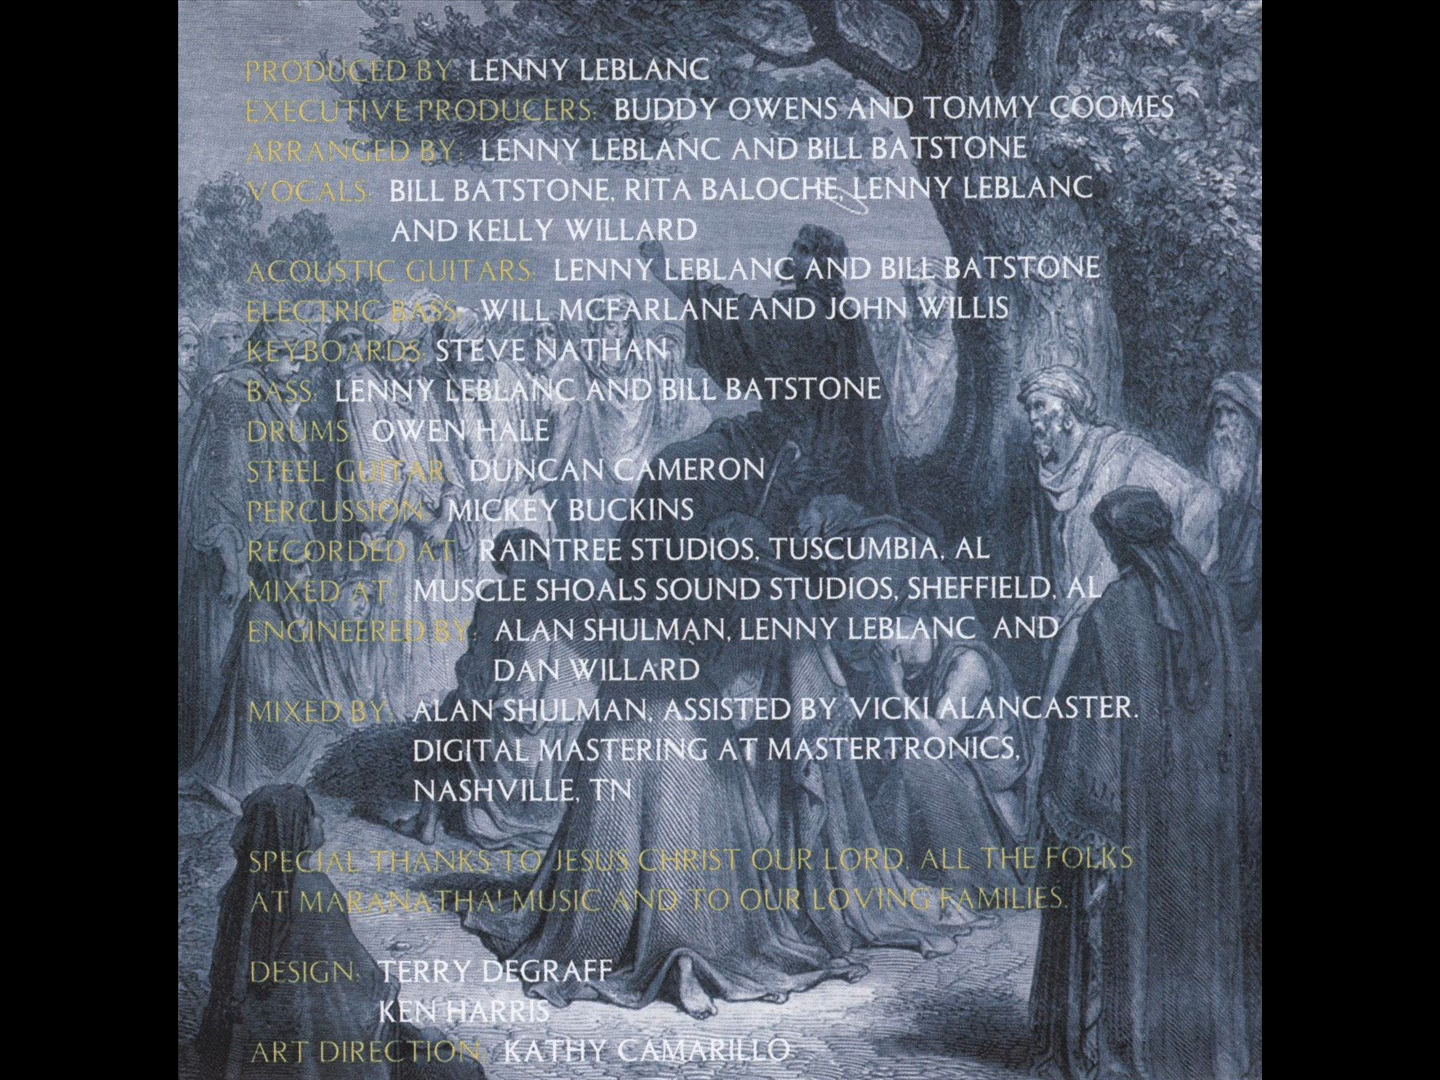 PRODUCED BY: LENNY LEBLANC
EXECUTIVE PRODUCERS: BUDDY OWENS AND TOMMY COOMES
ARRANGED BY: LENNY LEBLANC AND BILL BATSTONE
VOCALS: BILL BATSTONE, RITA BALOCHE, LENNY LEBLANC
AND KELLY WILLARD
ACOUSTIC GUITARS: LENNY LEBLANC AND BILL BATSTONE
ELECTRIC BASS: WILL MCFARLANE AND JOHN WILLIS
KEYBOARDS: STEVE NATHAN
BASS: LENNY LEBLANC AND BILL BATSTONE
DRUMS: OWEN HALE
STEEL GUITAR: DUNCAN CAMERON
PERCUSSION: MICKEY BUCKINS
RECORDED AT: RAINTREE STUDIOS, TUSCUMBIA, AL
MIXED AT: MUSCLE SHOALS SOUND STUDIOS, SHEFFIELD, AL
ENGINEERED BY: ALAN SHULMAN, LENNY LEBLANC AND
DAN WILLARD
MIXED BY: ALAN SHULMAN, ASSISTED BY VICKI ALANCASTER.
DIGITAL MASTERING AT MASTERTRONICS,
NASHVILLE, TN
SPECIAL THANKS TO JESUS CHRIST OUR LORD, ALL THE FOLKS
AT MARANATHA! MUSIC AND TO OUR LOVING FAMILIES.
DESIGN: TERRY DEGRAFF
KEN HARRIS
ART DIRECTION: KATHY CAMARILLO